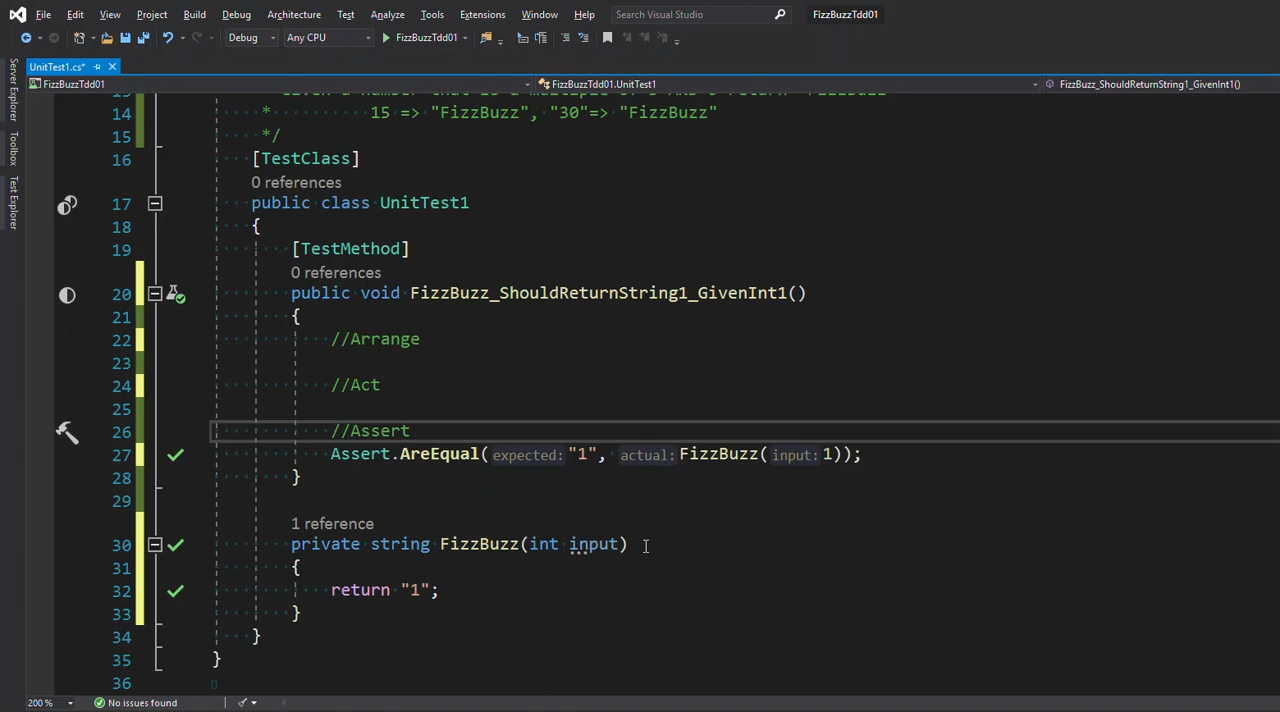 File Edit View Project Build Debug Architecture Test Analyze Tools Extensions Window Help Search Visual Studio FizzBuzzTdd01
Debug Any CPU FizzBuzzTdd01
UnitTest1.cs*
FizzBuzzTdd01 FizzBuzzTdd01.UnitTest1 FizzBuzz_ShouldReturnString1_GivenInt1()
Server Explorer
Toolbox
Test Explorer
14 * 15 => "FizzBuzz", "30"=> "FizzBuzz"
15 */
16 [TestClass]
0 references
17 public class UnitTest1
18 {
19 [TestMethod]
0 references
20 public void FizzBuzz_ShouldReturnString1_GivenInt1()
21 {
22 //Arrange
23
24 //Act
25
26 //Assert
27 Assert.AreEqual(expected: "1", actual: FizzBuzz(input: 1));
28 }
29
1 reference
30 private string FizzBuzz(int input)
31 {
32 return "1";
33 }
34 }
35 }
36
200 % No issues found